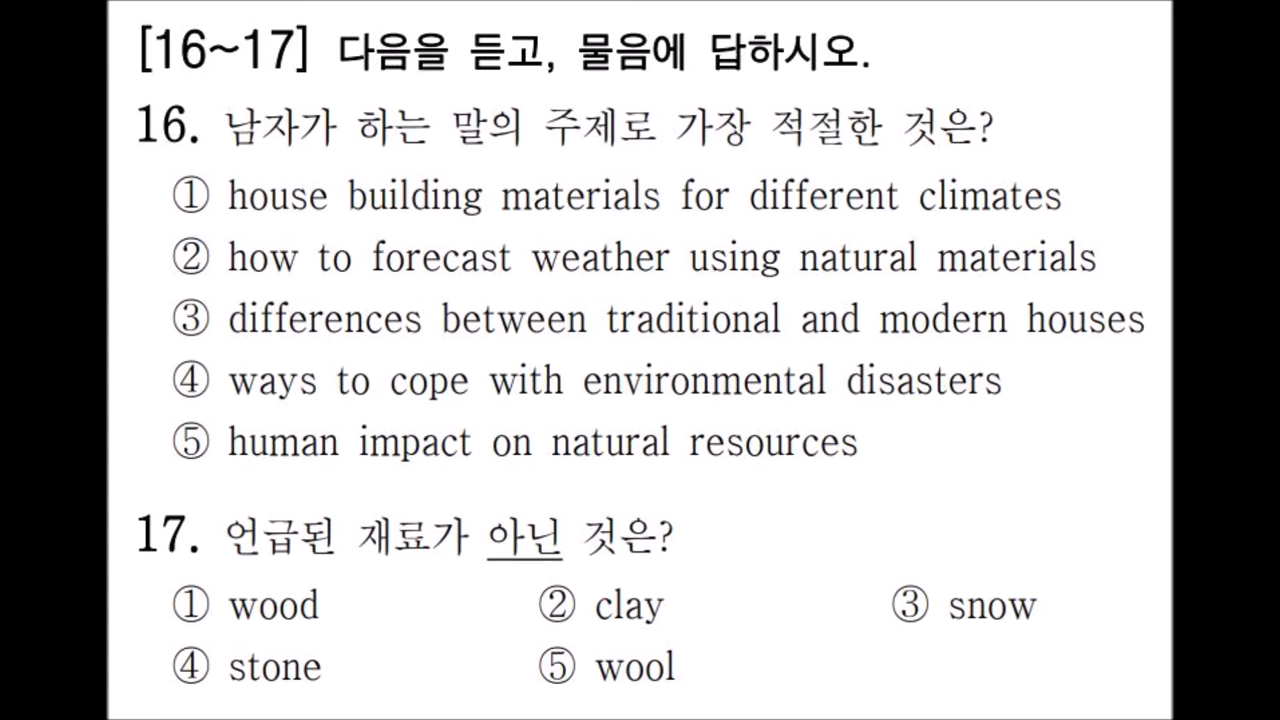 [16~17] 다음을 듣고, 물음에 답하시오.
16. 남자가 하는 말의 주제로 가장 적절한 것은?
① house building materials for different climates
② how to forecast weather using natural materials
③ differences between traditional and modern houses
④ ways to cope with environmental disasters
⑤ human impact on natural resources
17. 언급된 재료가 아닌 것은?
① wood ② clay ③ snow
④ stone ⑤ wool